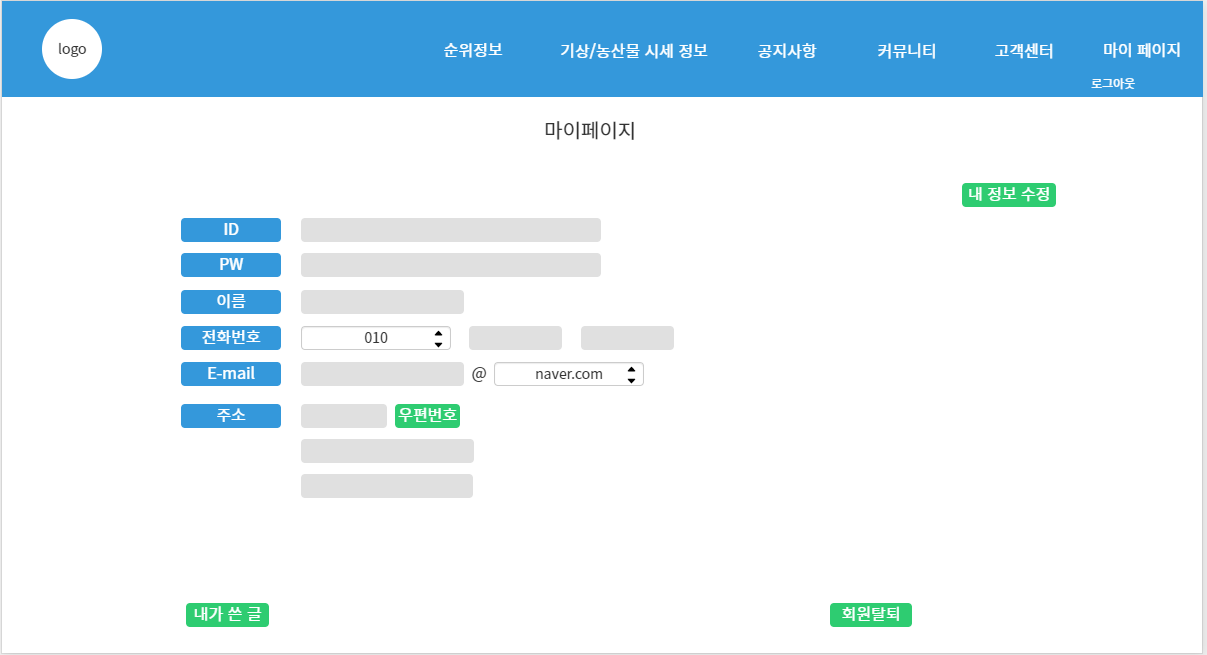 logo
순위정보 기상/농산물 시세 정보 공지사항 커뮤니티 고객센터 마이 페이지
로그아웃
마이페이지
내 정보 수정
ID
PW
이름
전화번호 010
E-mail @ naver.com
주소 우편번호
내가 쓴 글 회원탈퇴